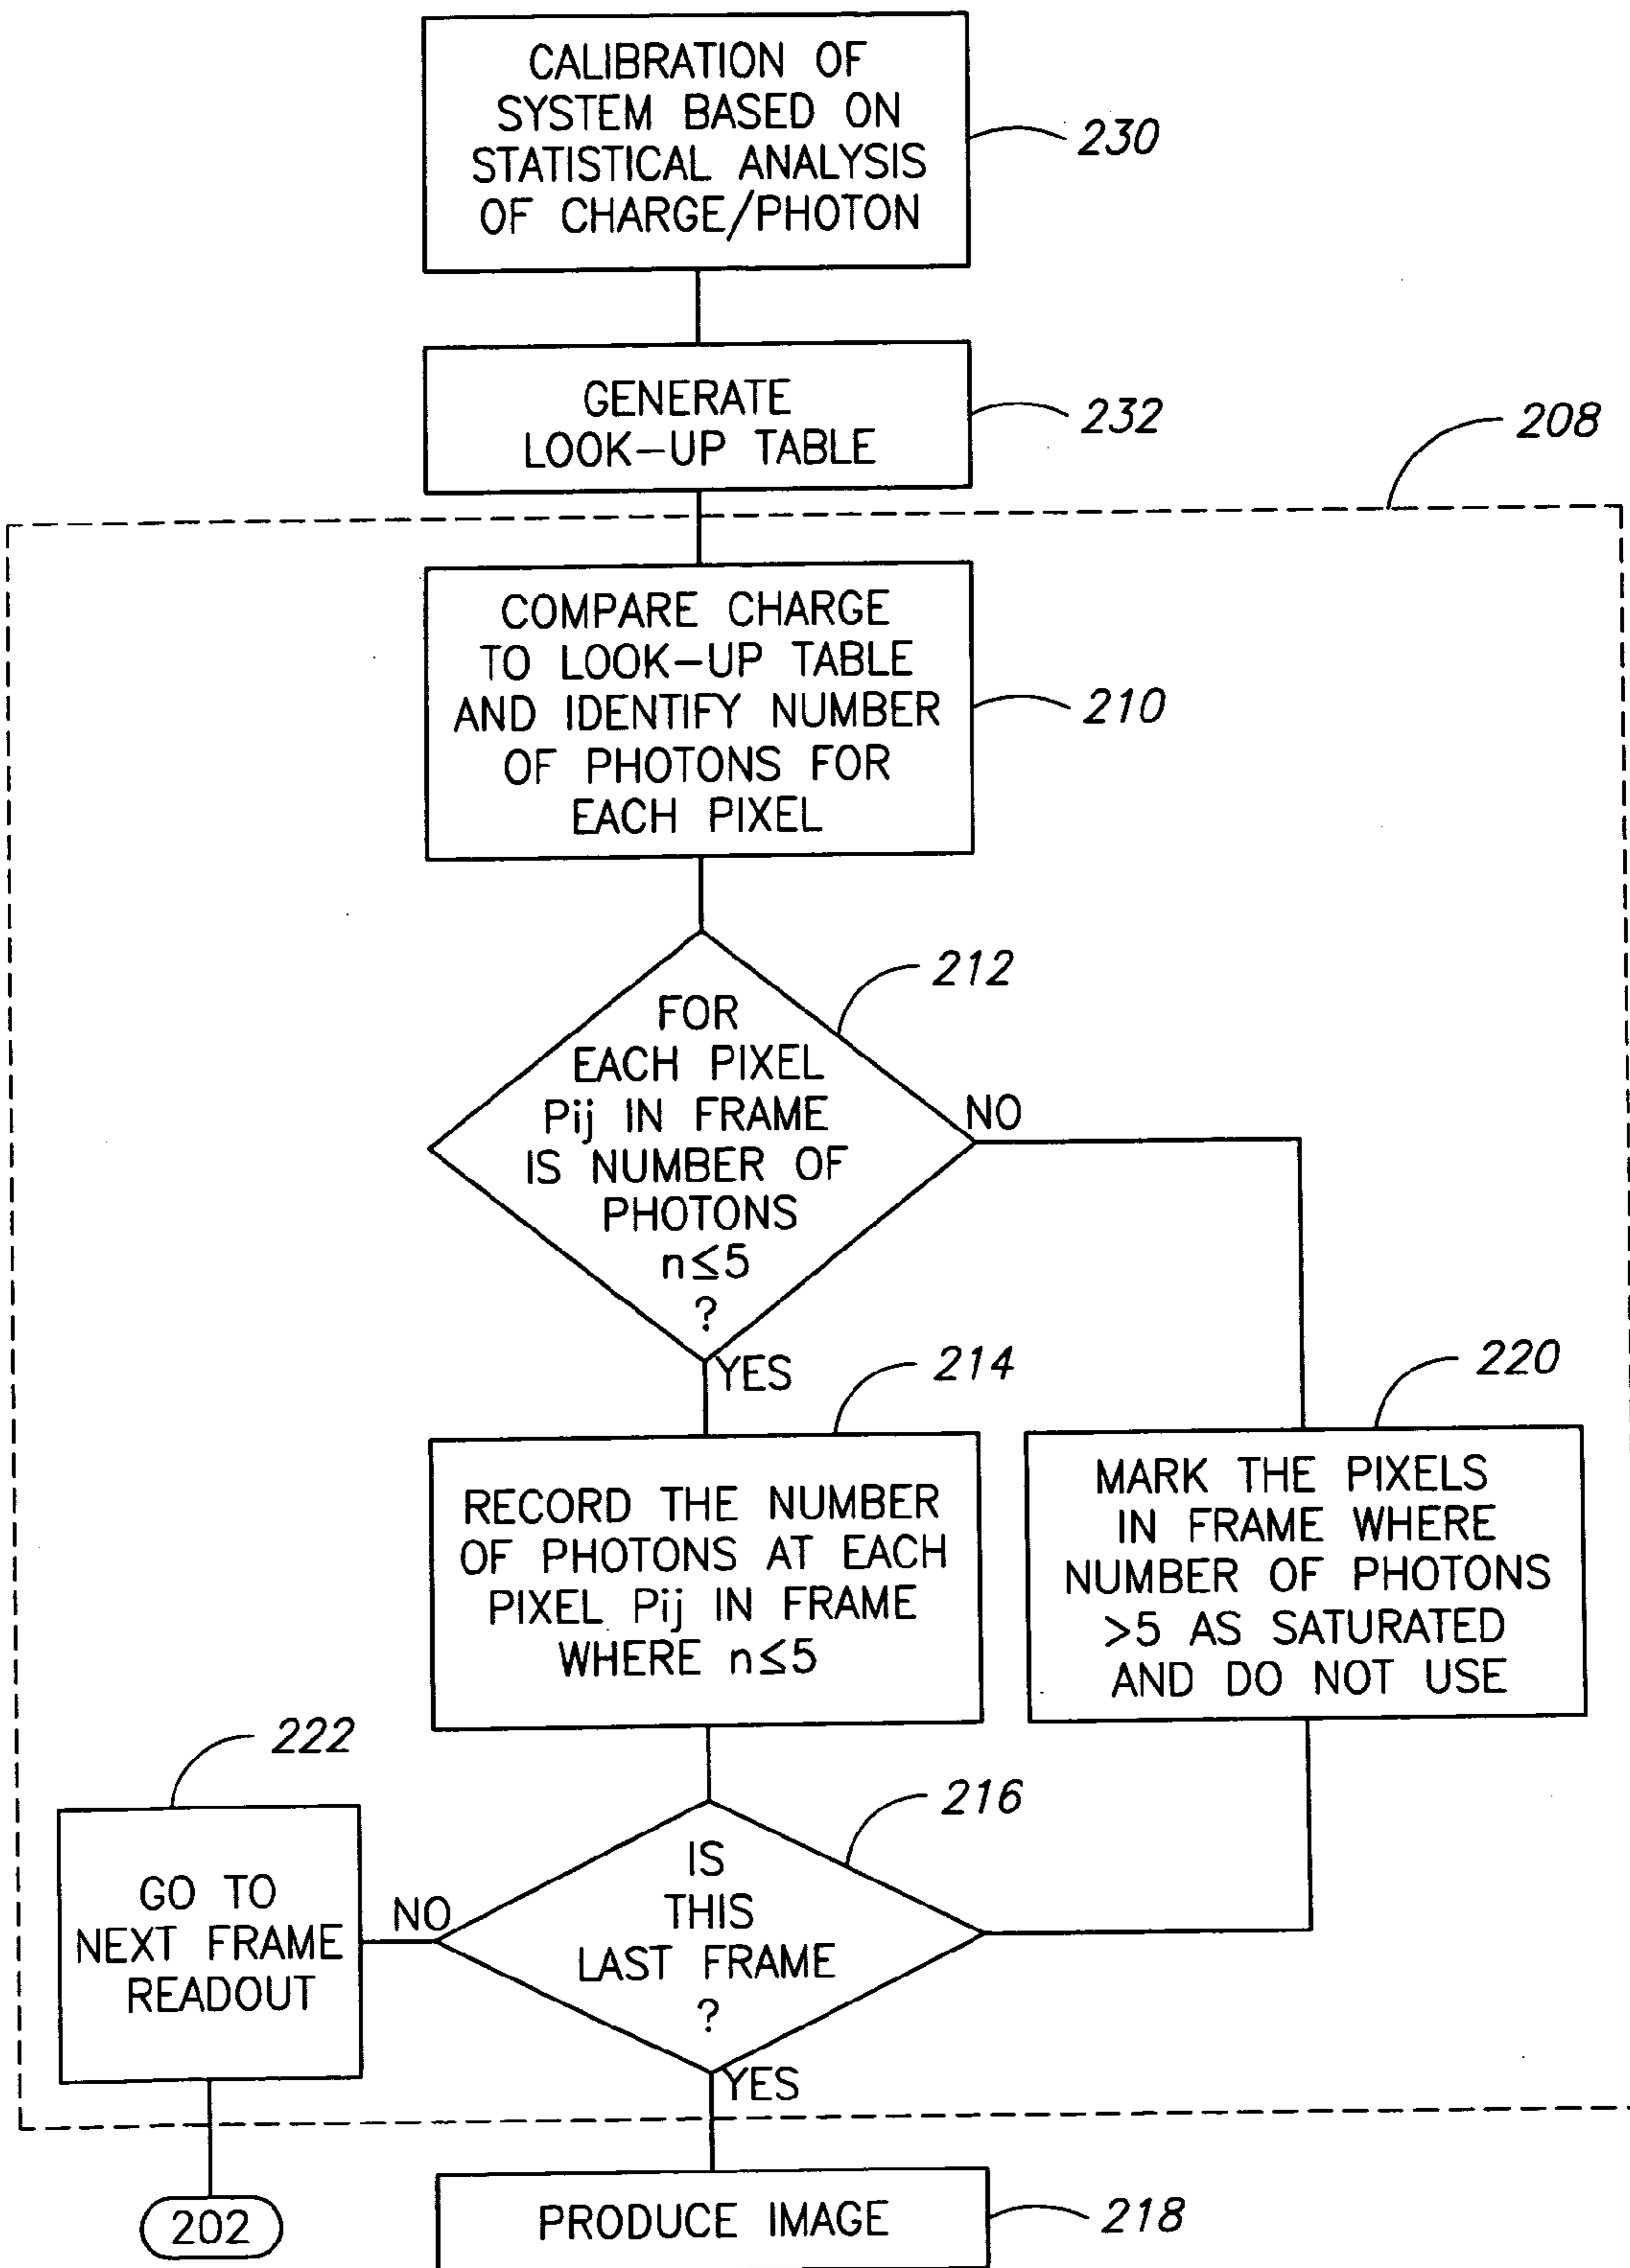 CALIBRATION OF
SYSTEM BASED ON
STATISTICAL ANALYSIS
OF CHARGE/PHOTON
230
GENERATE
LOOK-UP TABLE
232
208
COMPARE CHARGE
TO LOOK-UP TABLE
AND IDENTIFY NUMBER
OF PHOTONS FOR
EACH PIXEL
210
212
FOR
EACH PIXEL
Pij IN FRAME
IS NUMBER OF
PHOTONS
n≤5
?
NO
YES
214
RECORD THE NUMBER
OF PHOTONS AT EACH
PIXEL Pij IN FRAME
WHERE n≤5
220
MARK THE PIXELS
IN FRAME WHERE
NUMBER OF PHOTONS
>5 AS SATURATED
AND DO NOT USE
222
GO TO
NEXT FRAME
READOUT
NO
216
IS
THIS
LAST FRAME
?
YES
202
PRODUCE IMAGE
218